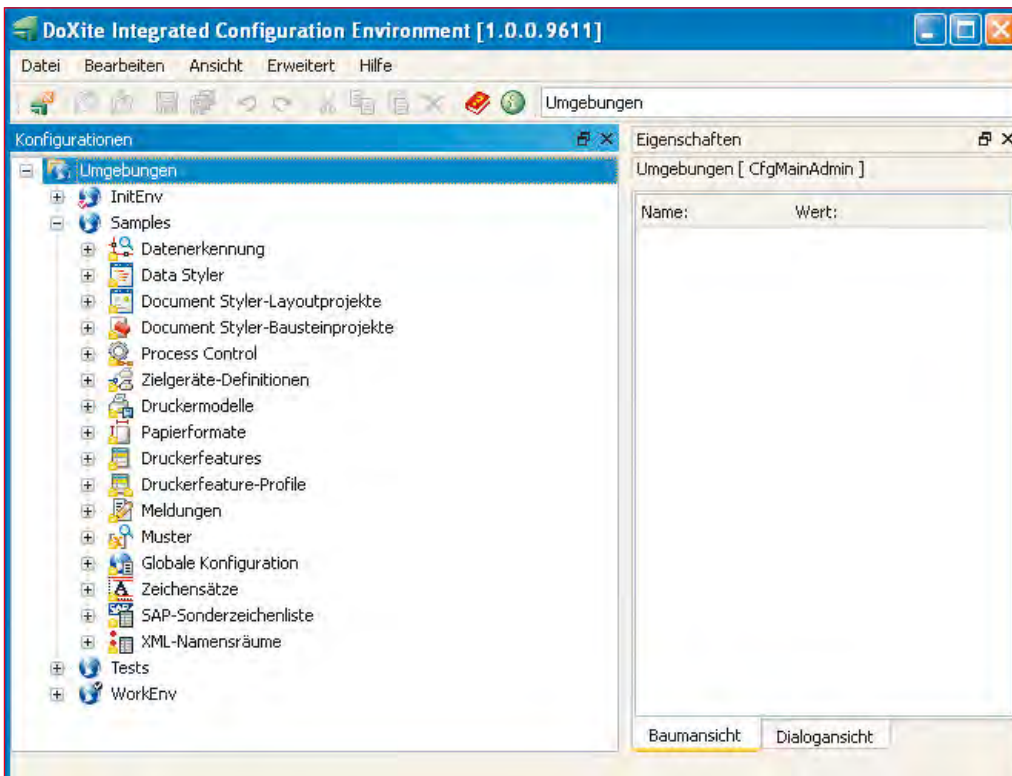 DoXite Integrated Configuration Environment [1.0.0.9611]
Datei Bearbeiten Ansicht Erweitert Hilfe
Umgebungen
Konfigurationen
Umgebungen
InitEnv
Samples
Datenerkennung
Data Styler
Document Styler-Layoutprojekte
Document Styler-Bausteinprojekte
Process Control
Zielgeräte-Definitionen
Druckermodelle
Papierformate
Druckerfeatures
Druckerfeature-Profile
Meldungen
Muster
Globale Konfiguration
Zeichensätze
SAP-Sonderzeichenliste
XML-Namensräume
Tests
WorkEnv
Eigenschaften
Umgebungen [ CfgMainAdmin ]
Name: Wert:
Baumansicht Dialogansicht